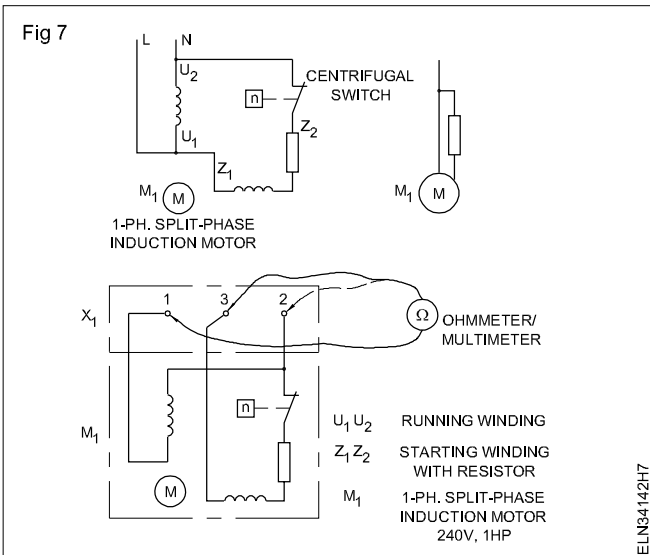 Fig 7
L N
U2
CENTRIFUGAL
SWITCH
n
U1
Z2
Z1
M1 M
1-PH. SPLIT-PHASE
INDUCTION MOTOR
M1 M
X1
1 3 2
Ω OHMMETER/
MULTIMETER
M1
n
U1 U2 RUNNING WINDING
Z1 Z2 STARTING WINDING
WITH RESISTOR
M
M1 1-PH. SPLIT-PHASE
INDUCTION MOTOR
240V, 1HP
ELN34142H7